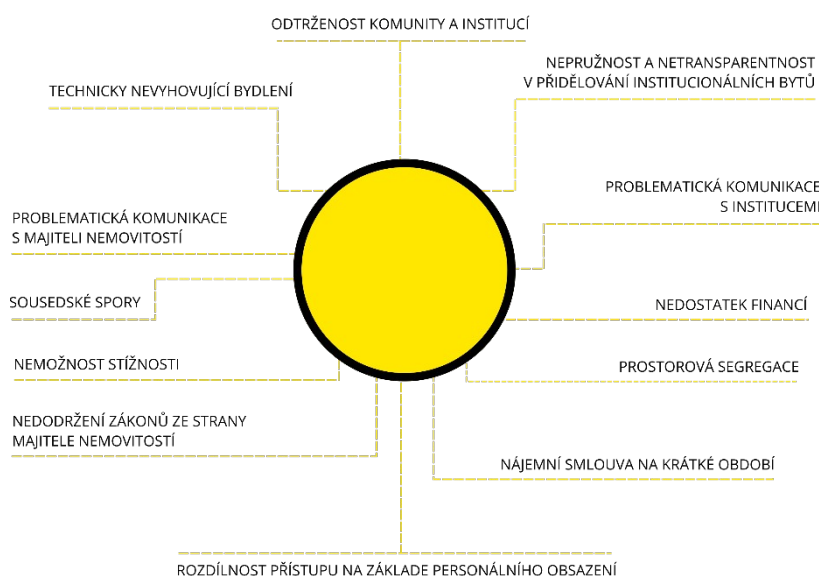 ODTRŽENOST KOMUNITY A INSTITUCÍ
NEPRUŽNOST A NETRANSPARENTNOST
V PŘIDĚLOVÁNÍ INSTITUCIONÁLNÍCH BYTŮ
TECHNICKY NEVYHOVUJÍCÍ BYDLENÍ
PROBLEMATICKÁ KOMUNIKACE
S INSTITUCEMI
PROBLEMATICKÁ KOMUNIKACE
S MAJITELI NEMOVITOSTÍ
SOUSEDSKÉ SPORY
NEDOSTATEK FINANCÍ
NEMOŽNOST STÍŽNOSTI
PROSTOROVÁ SEGREGACE
NEDODRŽENÍ ZÁKONŮ ZE STRANY
MAJITELE NEMOVITOSTÍ
NÁJEMNÍ SMLOUVA NA KRÁTKÉ OBDOBÍ
ROZDÍLNOST PŘÍSTUPU NA ZÁKLADE PERSONÁLNÍHO OBSAZENÍ